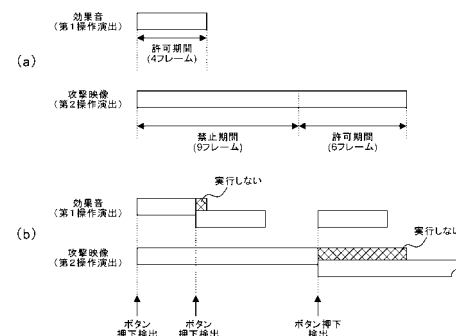 効果音
(第1操作演出)
許可期間
(4フレーム)
(a)
攻撃映像
(第2操作演出)
禁止期間
(9フレーム)
許可期間
(6フレーム)
実行しない
効果音
(第1操作演出)
実行しない
(b)
攻撃映像
(第2操作演出)
ボタン
押下検出
ボタン
押下検出
ボタン押下
検出